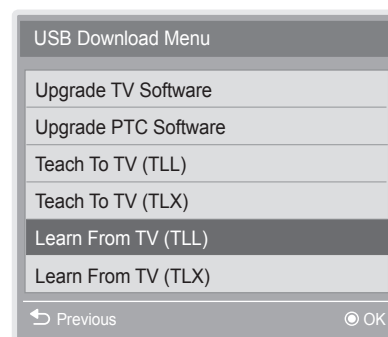 USB Download Menu
Upgrade TV Software
Upgrade PTC Software
Teach To TV (TLL)
Teach To TV (TLX)
Learn From TV (TLL)
Learn From TV (TLX)
Previous OK